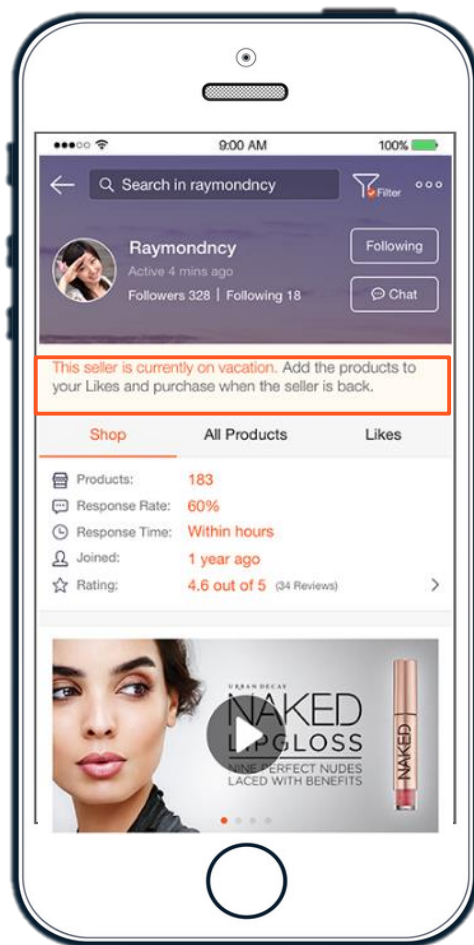 9:00 AM 100%
Search in raymondncy Filter
Raymondncy Following
Active 4 mins ago
Followers 328 | Following 18 Chat
This seller is currently on vacation. Add the products to
your Likes and purchase when the seller is back.
Shop All Products Likes
Products: 183
Response Rate: 60%
Response Time: Within hours
Joined: 1 year ago
Rating: 4.6 out of 5 (34 Reviews)
URBAN DECAY
NAKED
LIPGLOSS
NINE PERFECT NUDES
LACED WITH BENEFITS
NAKED